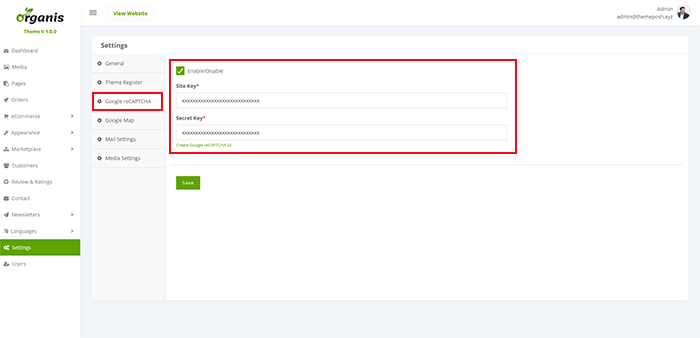 Organis
Theme V 1.0.0
View Website
Admin
admin@themeposh.xyz
Dashboard
Media
Pages
Orders
eCommerce
Appearance
Marketplace
Customers
Review & Ratings
Contact
Newsletters
Languages
Settings
Users
Settings
General
Theme Register
Google reCAPTCHA
Google Map
Mail Settings
Media Settings
Enable/Disable
Site Key*
xxxxxxxxxxxxxxxxxxxxxxxxxxx
Secret Key*
xxxxxxxxxxxxxxxxxxxxxxxxxxx
Create Google reCAPTCHA v2
Save